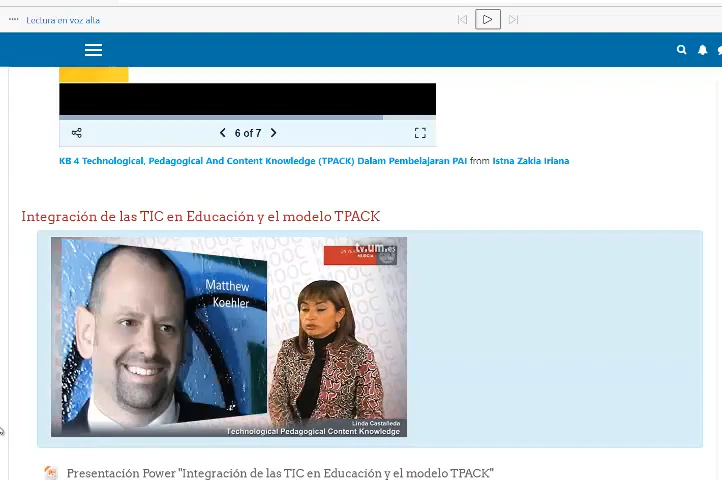 Lectura en voz alta
6 of 7
KB 4 Technological, Pedagogical And Content Knowledge (TPACK) Dalam Pembelajaran PAI from Istna Zakia Iriana
Integración de las TIC en Educación y el modelo TPACK
tv.um.es
MURCIA
MOOC
Matthew
Koehler
Linda Castañeda
Technological Pedagogical Content Knowledge
Presentación Power "Integración de las TIC en Educación y el modelo TPACK"